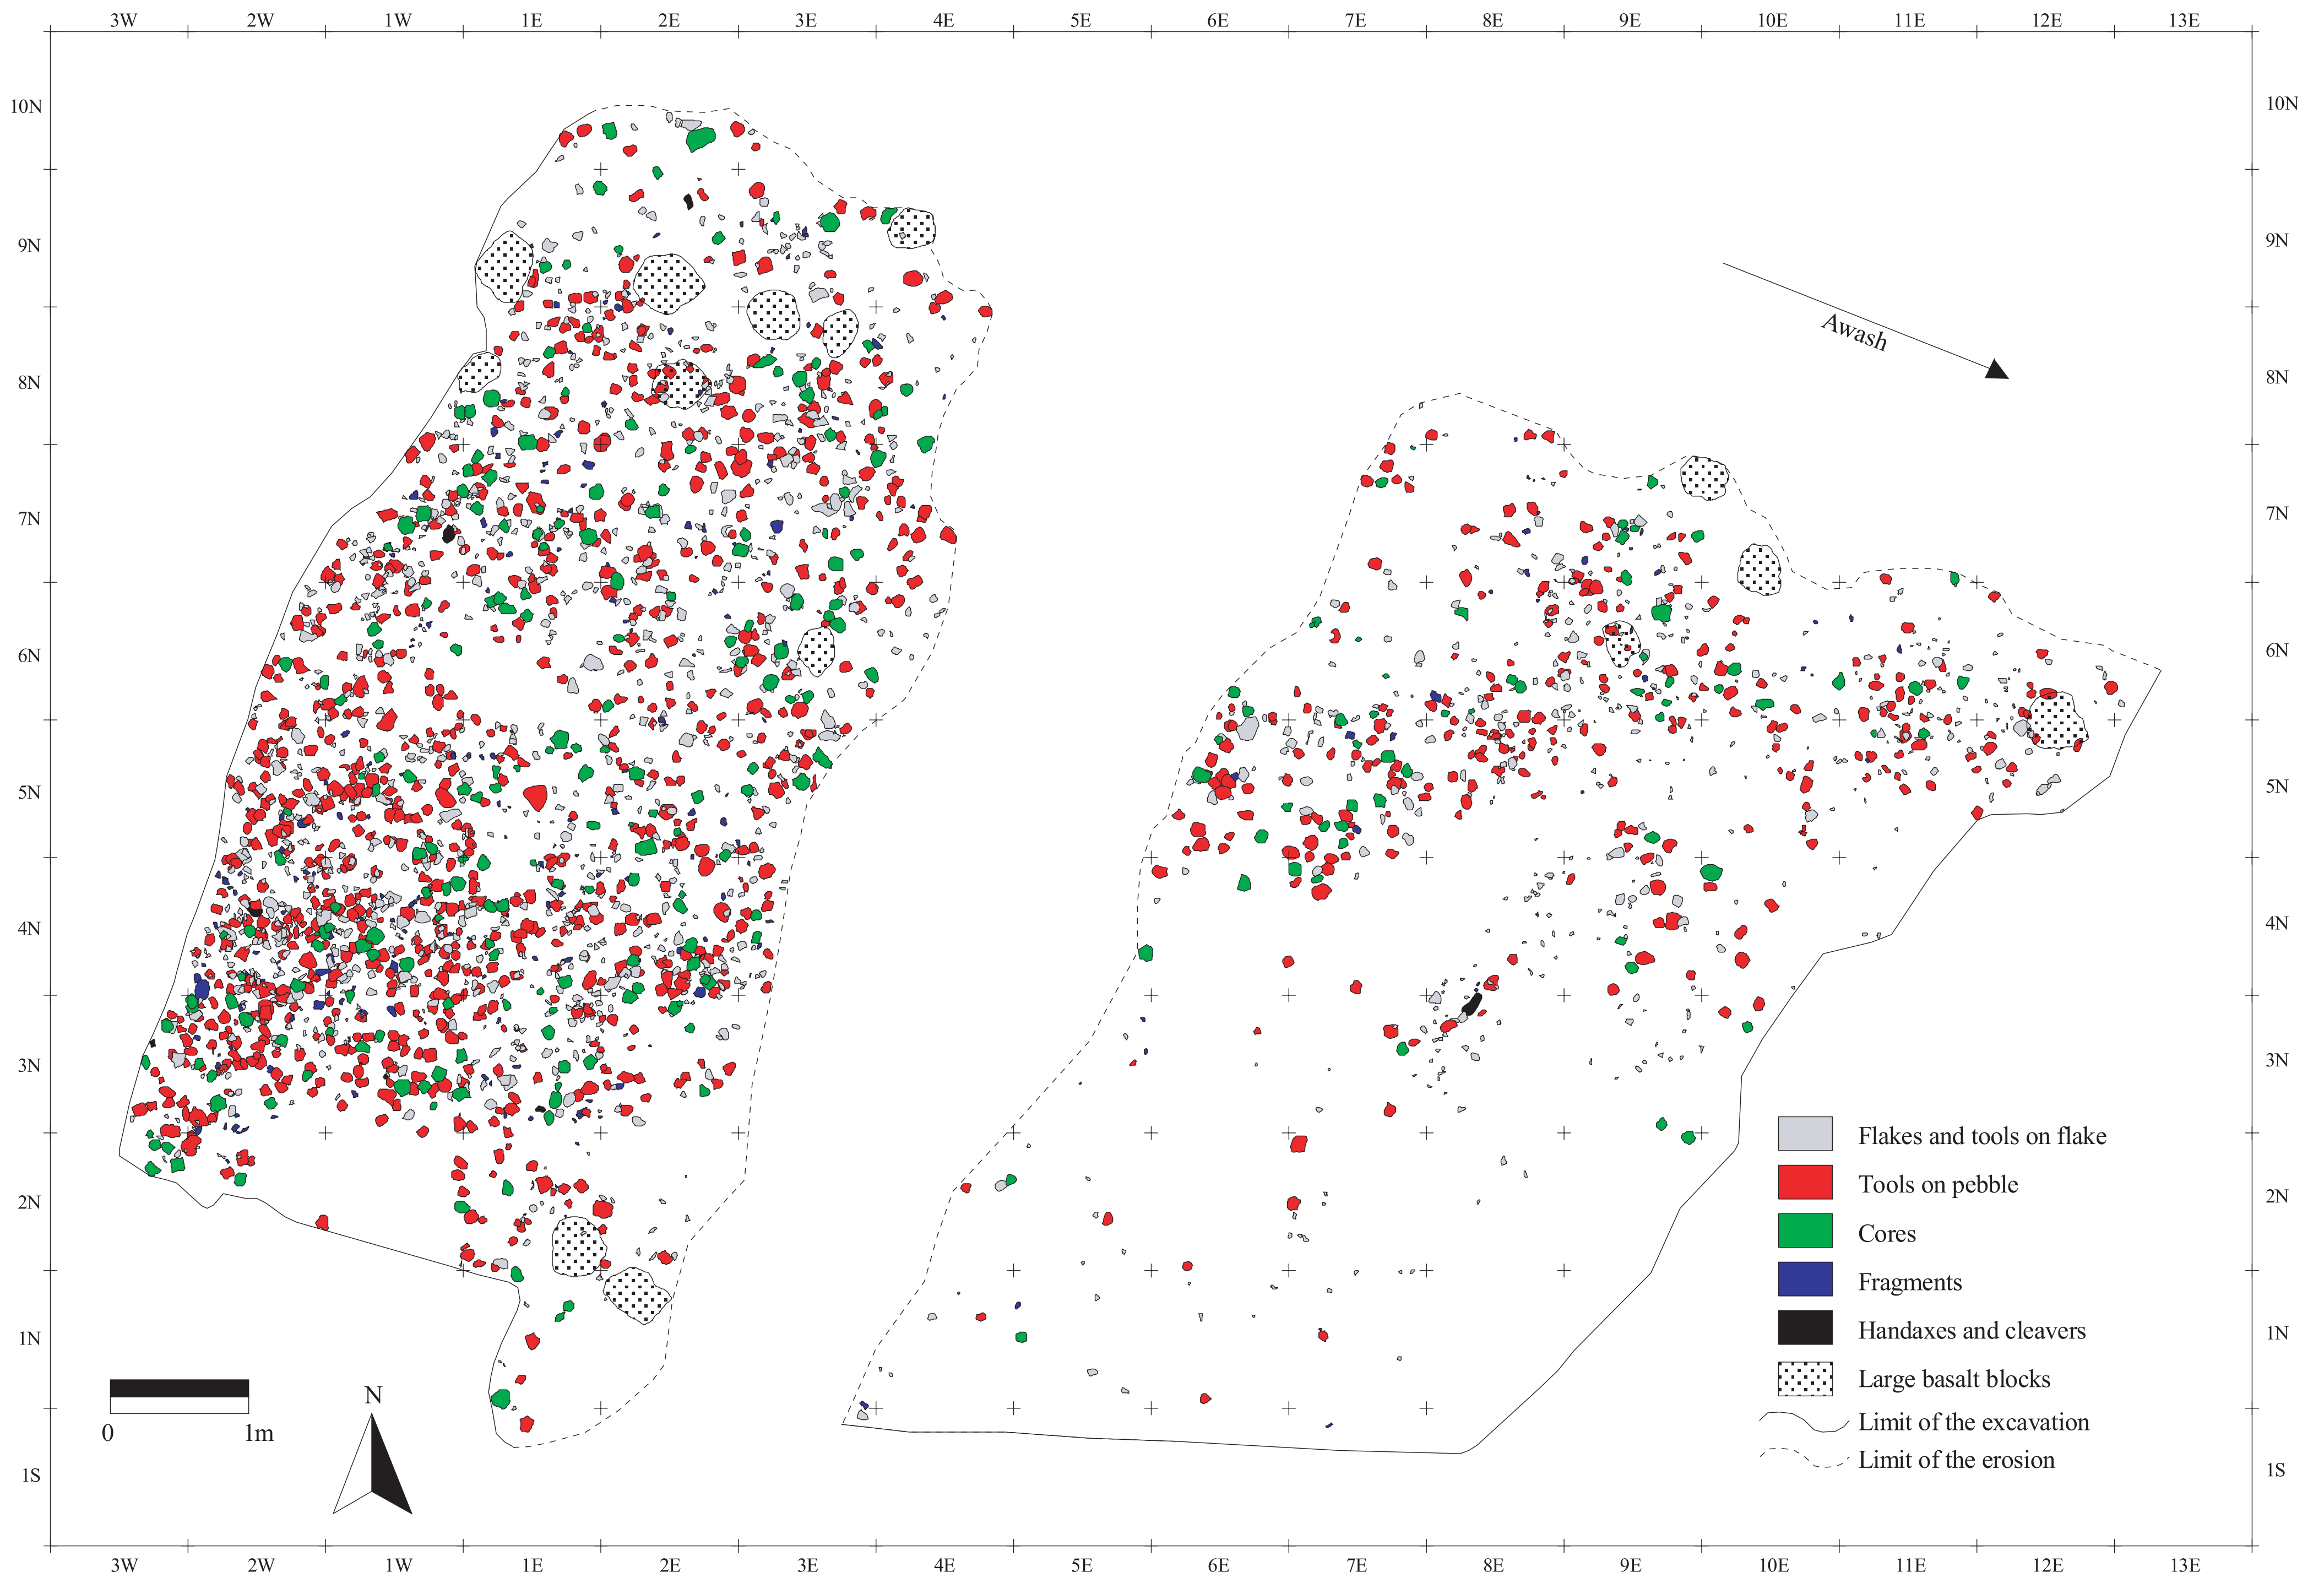 3W 2W 1W 1E 2E 3E 4E 5E 6E 7E 8E 9E 10E 11E 12E 13E
10N 10N
9N 9N
Awash
8N 8N
7N 7N
6N 6N
5N 5N
4N 4N
3N 3N
Flakes and tools on flake
Tools on pebble
2N 2N
Cores
Fragments
1N Handaxes and cleavers 1N
Large basalt blocks
N
0 1m
Limit of the excavation
Limit of the erosion
1S 1S
3W 2W 1W 1E 2E 3E 4E 5E 6E 7E 8E 9E 10E 11E 12E 13E